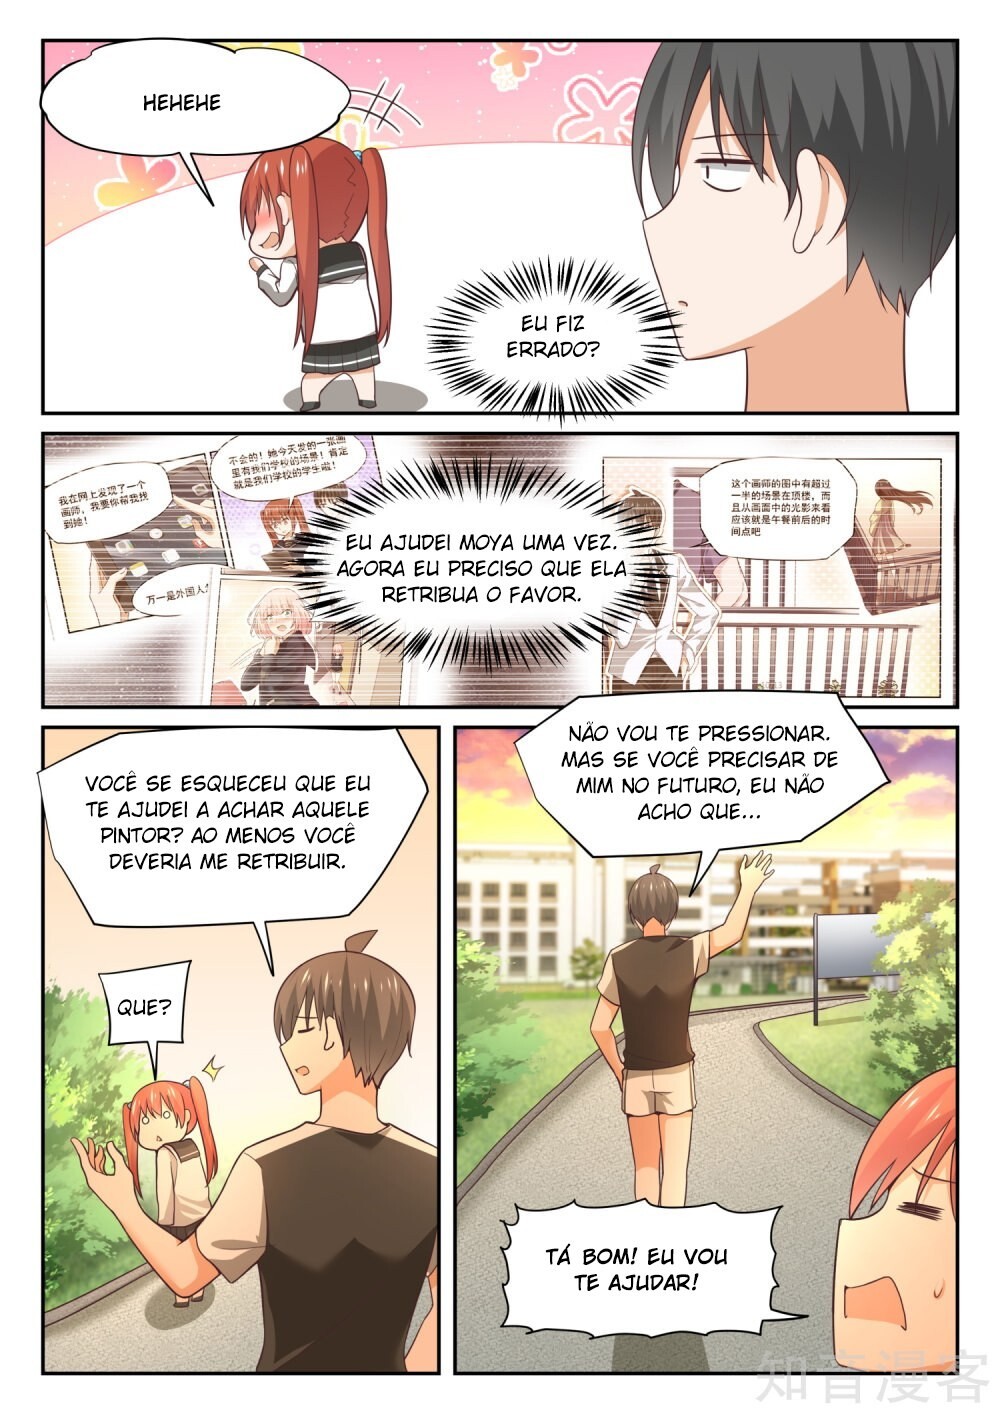 HEHEHE
EU FIZ
ERRADO?
我在网上发现了一个
画师，我要你帮我找
到她！
不会的！她今天发的一张画
里有我们学校的场景！肯定
就是我们学校的学生啦！
万一是外国人
这个画师的图中有超过
一半的场景在顶楼，而
且从画面中的光影来看
应该就是午餐前后的时
间点吧
EU AJUDEI MOYA UMA VEZ.
AGORA EU PRECISO QUE ELA
RETRIBUA O FAVOR.
VOCÊ SE ESQUECEU QUE EU
TE AJUDEI A ACHAR AQUELE
PINTOR? AO MENOS VOCÊ
DEVERIA ME RETRIBUIR.
QUE?
NÃO VOU TE PRESSIONAR.
MAS SE VOCÊ PRECISAR DE
MIM NO FUTURO, EU NÃO
ACHO QUE...
TÁ BOM! EU VOU
TE AJUDAR!
知音漫客